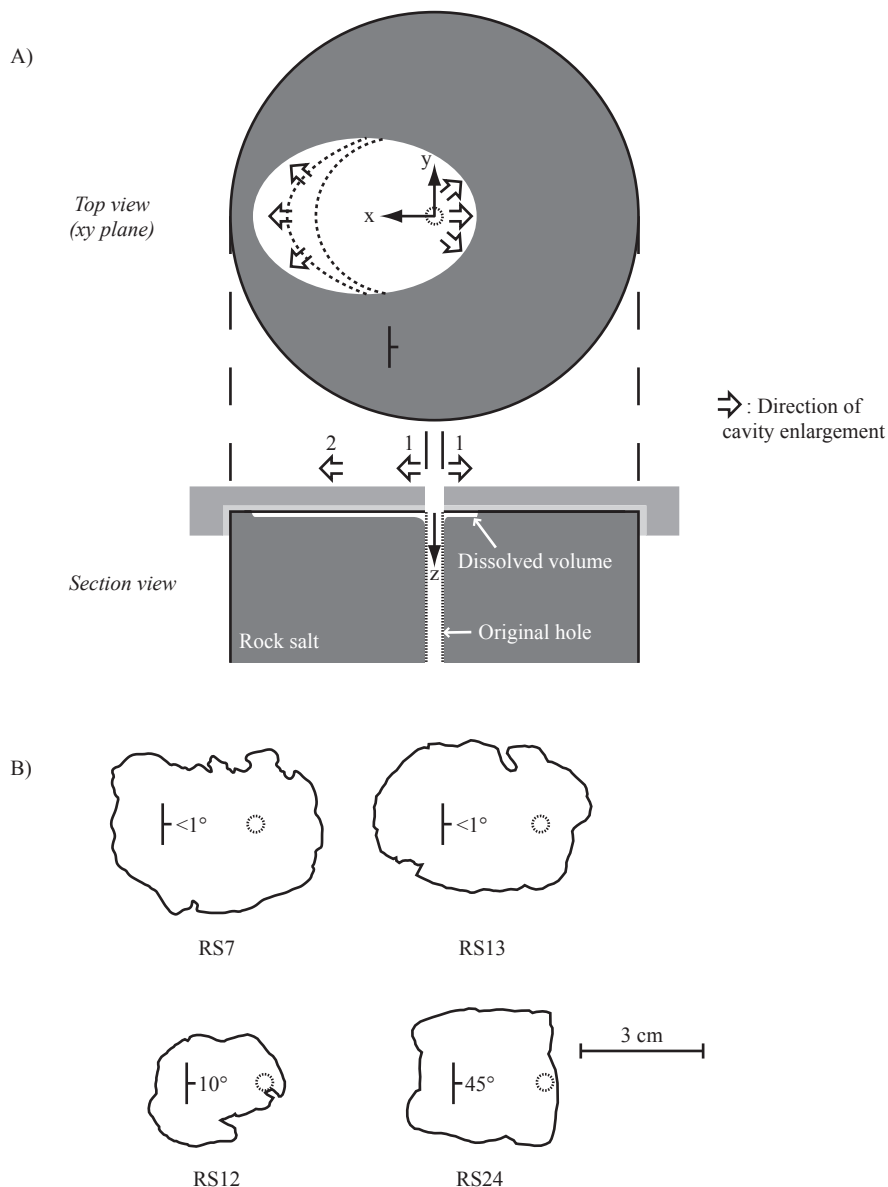 A)
Top view
(xy plane)
y
x
: Direction of
cavity enlargement
2
1
1
Dissolved volume
z
Section view
Original hole
Rock salt
B)
<1°
<1°
RS7
RS13
3 cm
10°
45°
RS12
RS24